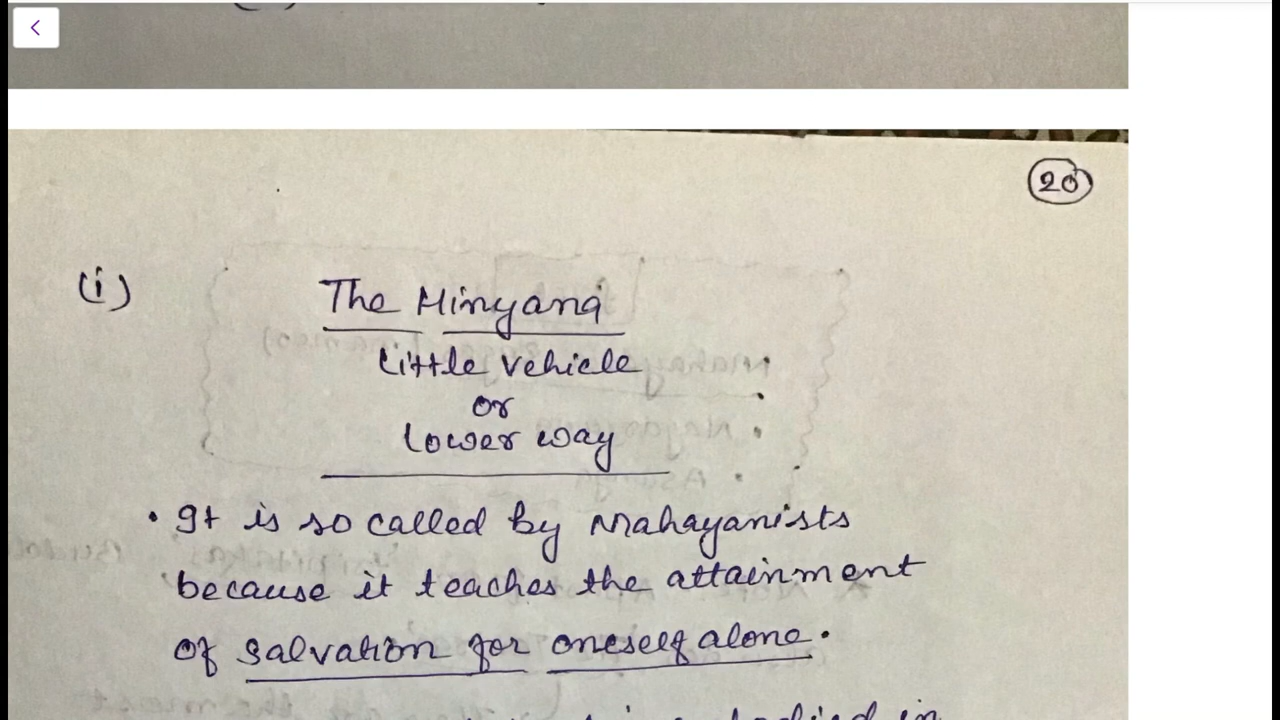 20
(i) The Hinyana
Little vehicle
or
Lower way
• It is so called by Mahayanists
because it teaches the attainment
of salvation for oneself alone.
in